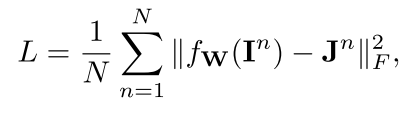 L = \frac{1}{N} \sum_{n=1}^{N} \| f_{\mathbf{W}}(\mathbf{I}^n) - \mathbf{J}^n \|_F^2,